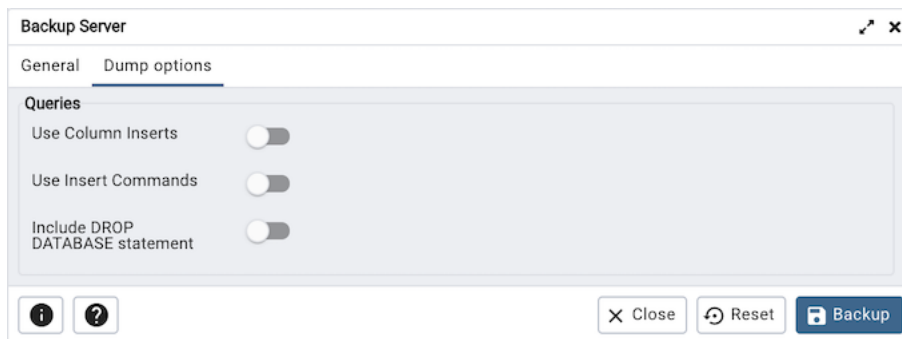 Backup Server
General Dump options
Queries
Use Column Inserts
Use Insert Commands
Include DROP
DATABASE statement
Close Reset Backup